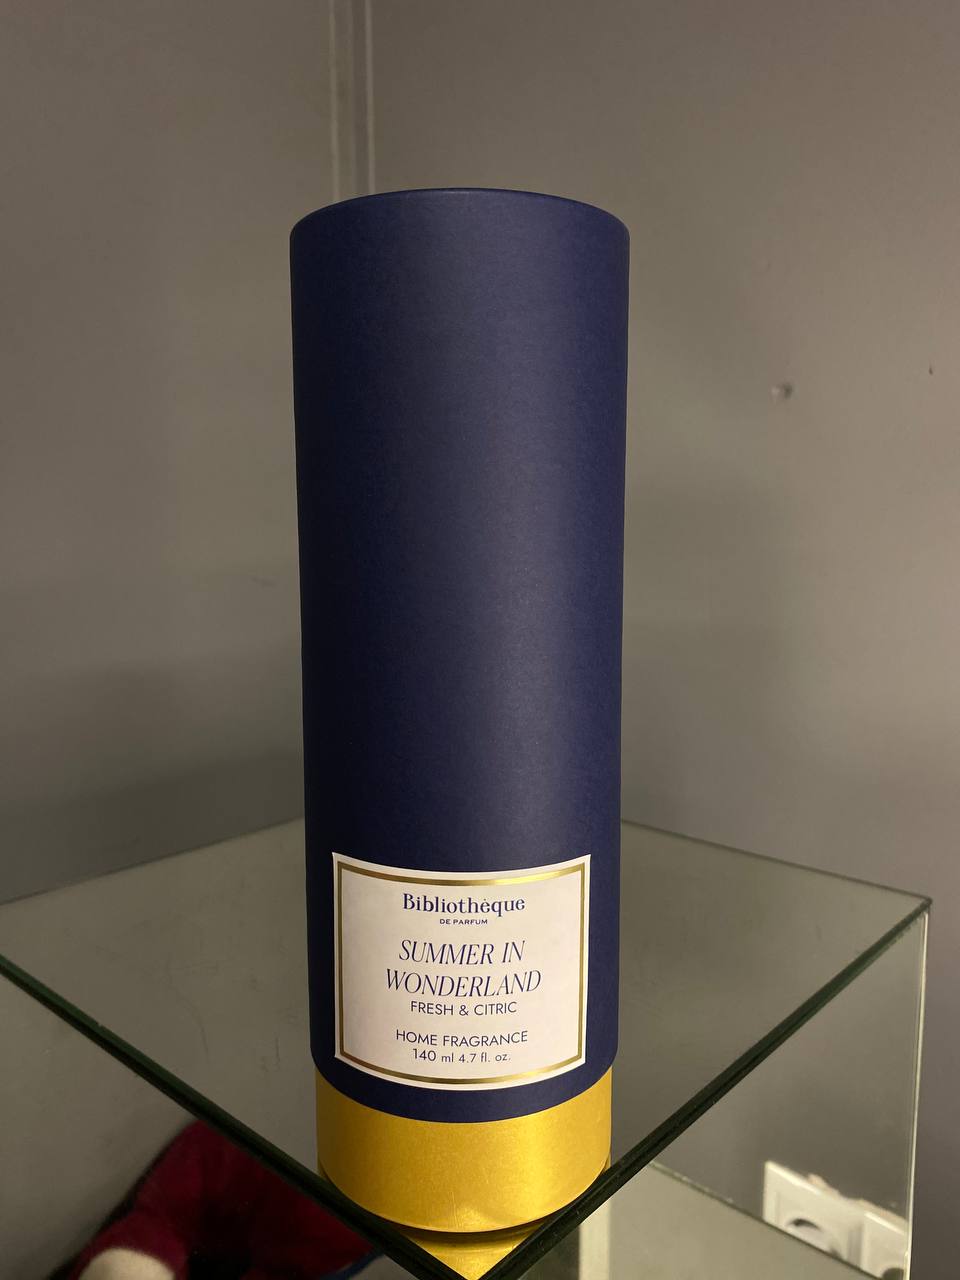 Bibliothèque
DE PARFUM
SUMMER IN
WONDERLAND
FRESH & CITRIC
HOME FRAGRANCE
140 ml 4.7 fl. oz.